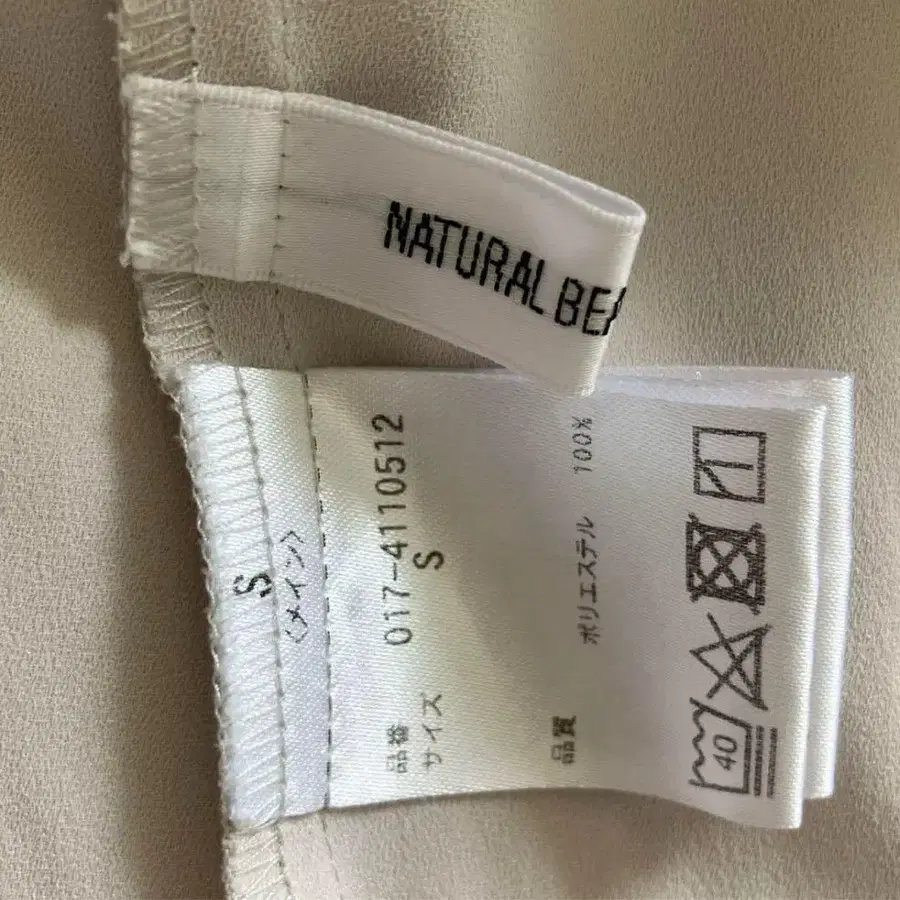 NATURAL BEA
S
〈メイン〉
品番 017-4110512
サイズ S
品質 ポリエステル 100%
40